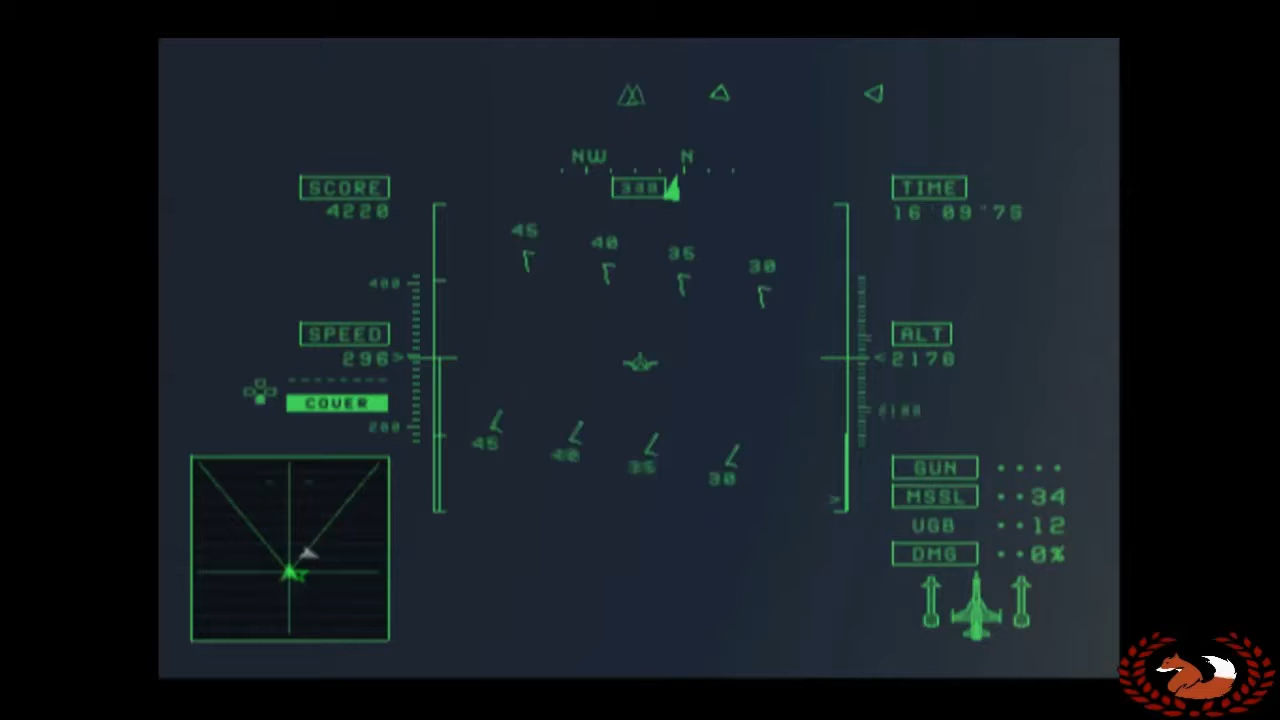 NW N
SCORE
4220
TIME
16'09"75
45 40 35 30
400
SPEED
296>
ALT
<2170
COVER
200
2100
45 40 35 30
GUN ....
MSSL ..34
UGB ..12
DMG ..0%